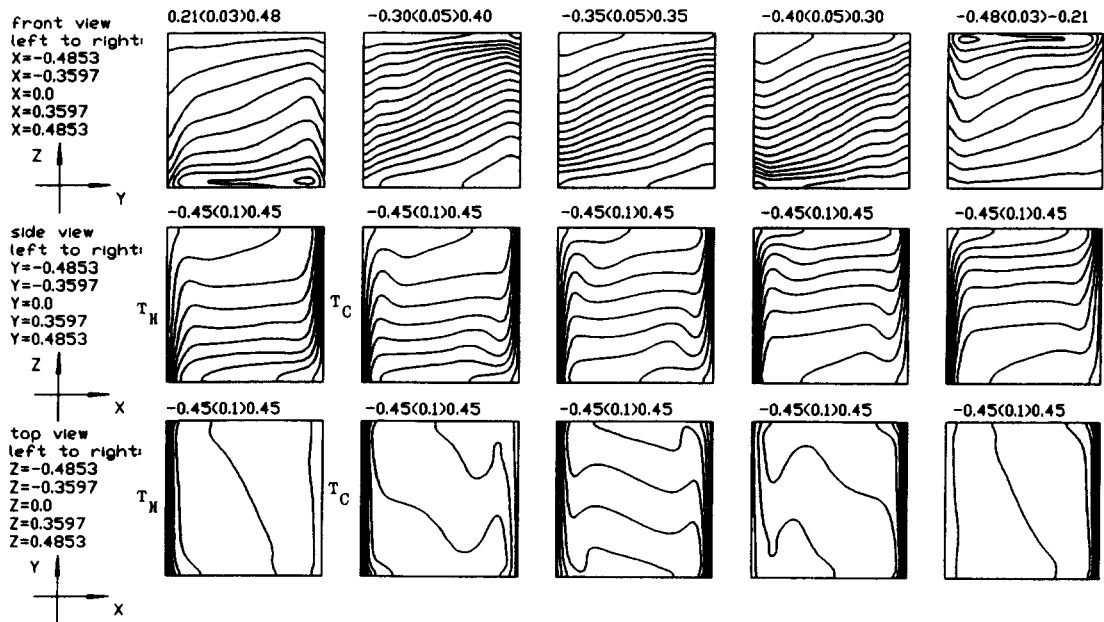 front view
left to right:
X=-0.4853
X=-0.3597
X=0.0
X=0.3597
X=0.4853
Z
Y
0.21(0.03)0.48
-0.30(0.05)0.40
-0.35(0.05)0.35
-0.40(0.05)0.30
-0.48(0.03)-0.21
side view
left to right:
Y=-0.4853
Y=-0.3597
Y=0.0
Y=0.3597
Y=0.4853
Z
X
-0.45(0.1)0.45
-0.45(0.1)0.45
-0.45(0.1)0.45
-0.45(0.1)0.45
-0.45(0.1)0.45
T_H
T_C
top view
left to right:
Z=-0.4853
Z=-0.3597
Z=0.0
Z=0.3597
Z=0.4853
Y
X
-0.45(0.1)0.45
-0.45(0.1)0.45
-0.45(0.1)0.45
-0.45(0.1)0.45
-0.45(0.1)0.45
T_H
T_C